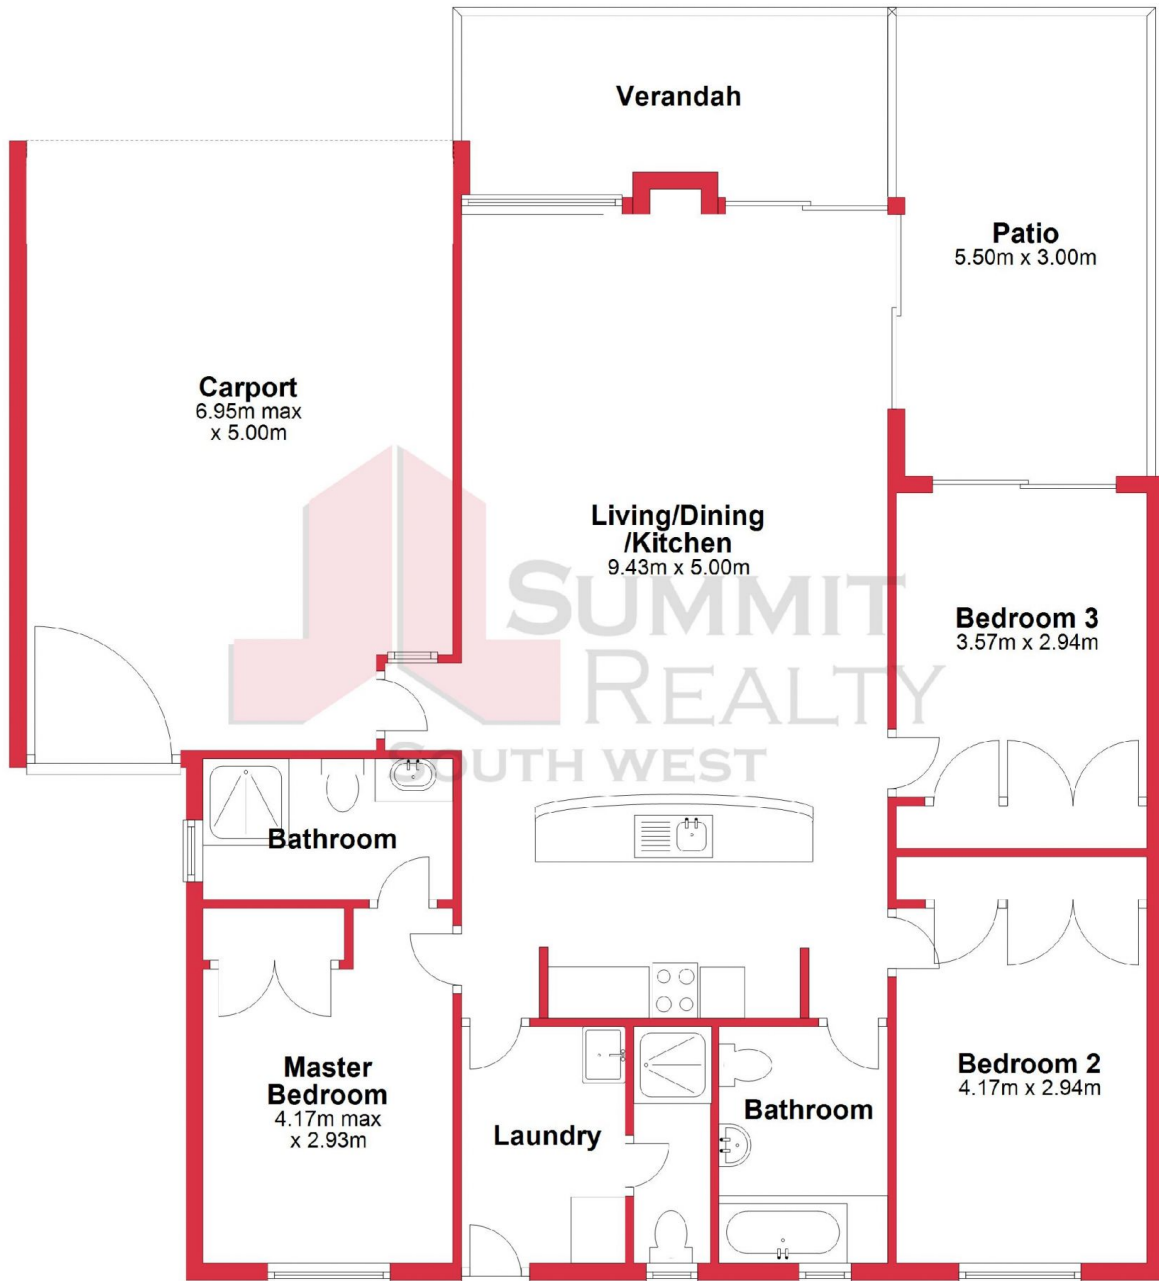 Verandah
Patio
5.50m x 3.00m
Carport
6.95m max
x 5.00m
Living/Dining
/Kitchen
9.43m x 5.00m
SUMMIT
REALTY
SOUTH WEST
Bedroom 3
3.57m x 2.94m
Bathroom
Master
Bedroom
4.17m max
x 2.93m
Laundry
Bathroom
Bedroom 2
4.17m x 2.94m